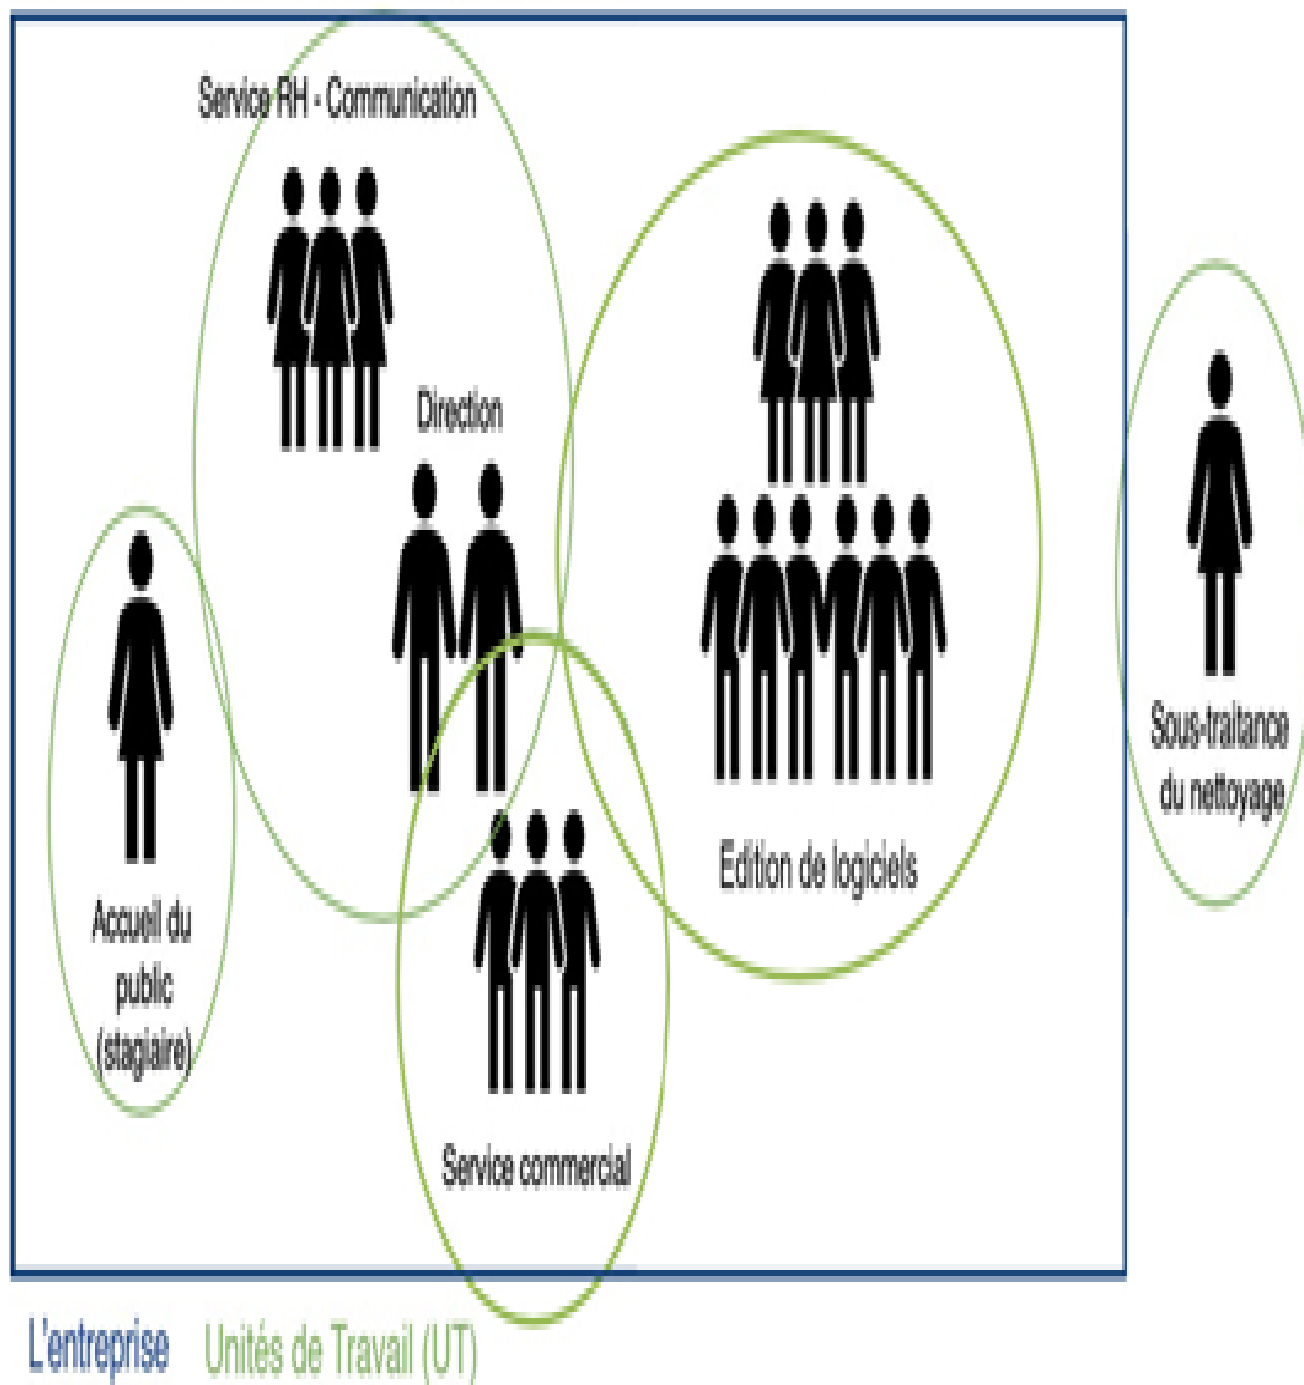 Service RH - Communication
Direction
Edition de logiciels
Sous-traitance
du nettoyage
Accueil du
public
(stagiaire)
Service commercial
L'entreprise
Unités de Travail (UT)